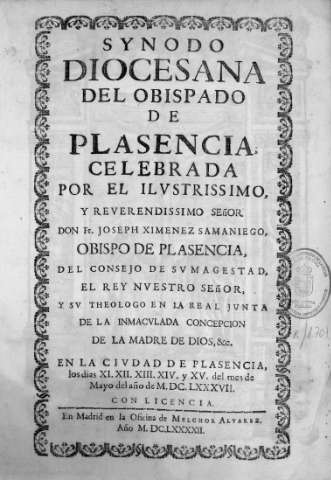 SYNODO
DIOCESANA
DEL OBISPADO
DE
PLASENCIA;
CELEBRADA
POR EL ILVSTRISSIMO,
Y REVERENDISSIMO SEñOR
DON Fr. JOSEPH XIMENEZ SAMANIEGO,
OBISPO DE PLASENCIA,
DEL CONSEJO DE SVMAGESTAD,
EL REY NVESTRO SEñOR,
Y SV THEOLOGO EN LA REAL JUNTA
DE LA INMACVLADA CONCEPCION
DE LA MADRE DE DIOS, &c.
EN LA CIVDAD DE PLASENCIA,
los dias XI. XII. XIII. XIV. y XV. del mes de
Mayo del año de M. DC. LXXXVII.
CON LICENCIA.
En Madrid en la Oficina de MELCHOR ALVAREZ.
Año M. DC.LXXXXII.